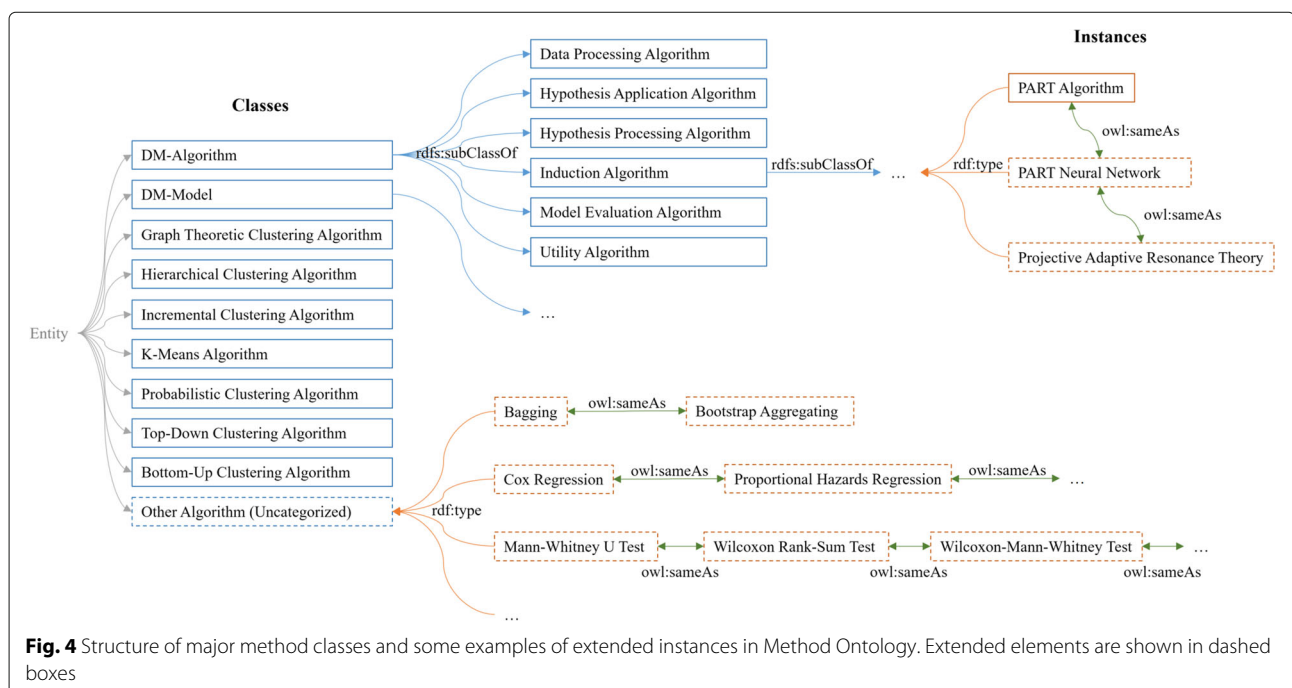 Instances
Classes
Data Processing Algorithm
Hypothesis Application Algorithm
Hypothesis Processing Algorithm
rdfs:subClassOf
Induction Algorithm
rdfs:subClassOf
...
Model Evaluation Algorithm
Utility Algorithm
...
PART Algorithm
owl:sameAs
rdf:type
PART Neural Network
owl:sameAs
Projective Adaptive Resonance Theory
Entity
DM-Algorithm
DM-Model
Graph Theoretic Clustering Algorithm
Hierarchical Clustering Algorithm
Incremental Clustering Algorithm
K-Means Algorithm
Probabilistic Clustering Algorithm
Top-Down Clustering Algorithm
Bottom-Up Clustering Algorithm
Other Algorithm (Uncategorized)
rdf:type
Bagging
owl:sameAs
Bootstrap Aggregating
Cox Regression
owl:sameAs
Proportional Hazards Regression
owl:sameAs
...
Mann-Whitney U Test
owl:sameAs
Wilcoxon Rank-Sum Test
owl:sameAs
Wilcoxon-Mann-Whitney Test
owl:sameAs
...
...
Fig. 4 Structure of major method classes and some examples of extended instances in Method Ontology. Extended elements are shown in dashed
boxes